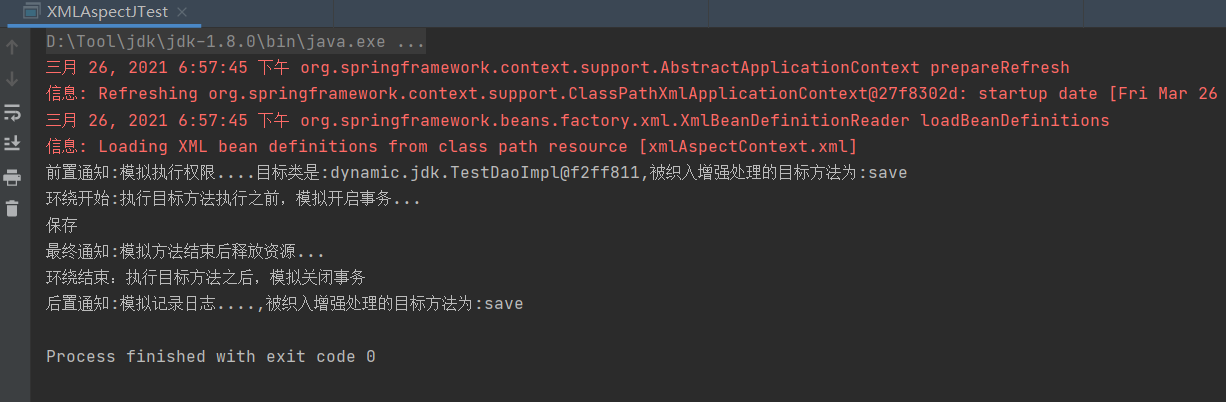 XMLAspectJTest
D:\Tool\jdk\jdk-1.8.0\bin\java.exe ...
三月 26, 2021 6:57:45 下午 org.springframework.context.support.AbstractApplicationContext prepareRefresh
信息: Refreshing org.springframework.context.support.ClassPathXmlApplicationContext@27f8302d: startup date [Fri Mar 26
三月 26, 2021 6:57:45 下午 org.springframework.beans.factory.xml.XmlBeanDefinitionReader loadBeanDefinitions
信息: Loading XML bean definitions from class path resource [xmlAspectContext.xml]
前置通知:模拟执行权限....目标类是:dynamic.jdk.TestDaoImpl@f2ff811,被织入增强处理的目标方法为:save
环绕开始:执行目标方法执行之前，模拟开启事务...
保存
最终通知:模拟方法结束后释放资源...
环绕结束：执行目标方法之后，模拟关闭事务
后置通知:模拟记录日志....,被织入增强处理的目标方法为:save
Process finished with exit code 0